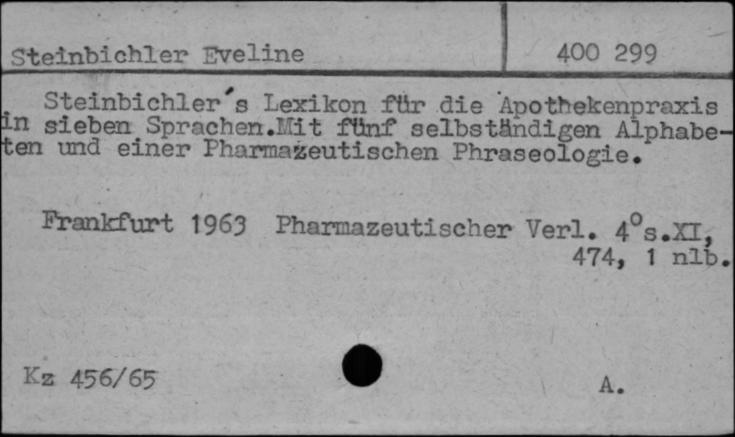 Steinbichler Eveline
400 299
Steinbichler´s Lexikon für die Apothekenpraxis
in sieben Sprachen.Mit fünf selbständigen Alphabe-
ten und einer Pharmazeutischen Phraseologie.
Frankfurt 1963 Pharmazeutischer Verl. 4°s.XI,
474, 1 nlb.
Kz 456/65
A.